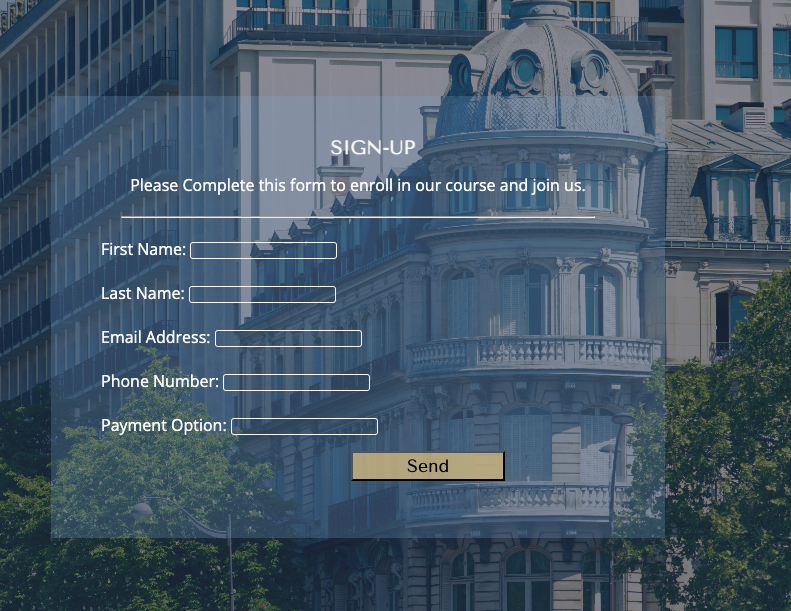 SIGN-UP
Please Complete this form to enroll in our course and join us.
First Name:
Last Name:
Email Address:
Phone Number:
Payment Option:
Send